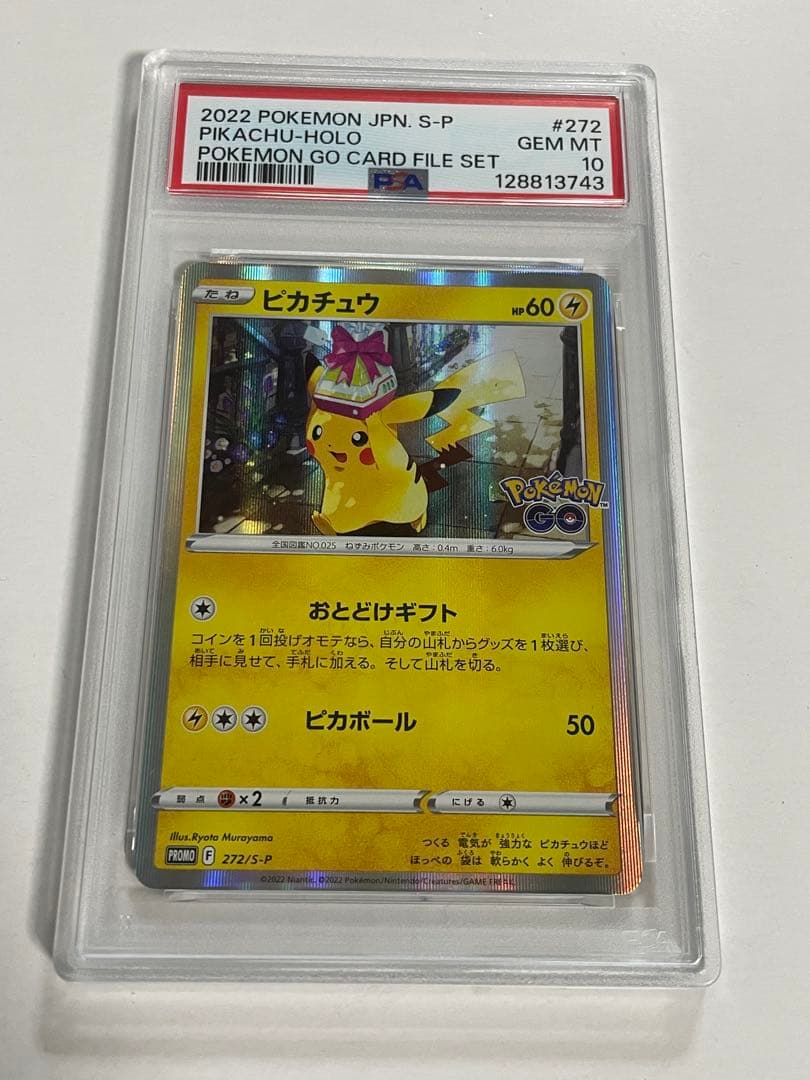 2022 POKEMON JPN. S-P #272
PIKACHU-HOLO GEM MT
POKEMON GO CARD FILE SET 10
PSA 128813743
たね ピカチュウ HP60
POKÉMON
GO
全国図鑑NO.025 ねずみポケモン 高さ:0.4m 重さ:6.0kg
おとどけギフト
コインを1回投げオモテなら、自分の山札からグッズを1枚選び、
相手に見せて、手札に加える。そして山札を切る。
ピカボール 50
弱点 ×2 抵抗力 にげる
Illus.Ryota Murayama
つくる 電気が 強力な ピカチュウほど
PROMO F 272/S-P
ほっぺの 袋は 軟らかく よく 伸びるぞ。
©2022 Niantic. ©2022 Pokémon/Nintendo/Creatures/GAME FREAK.